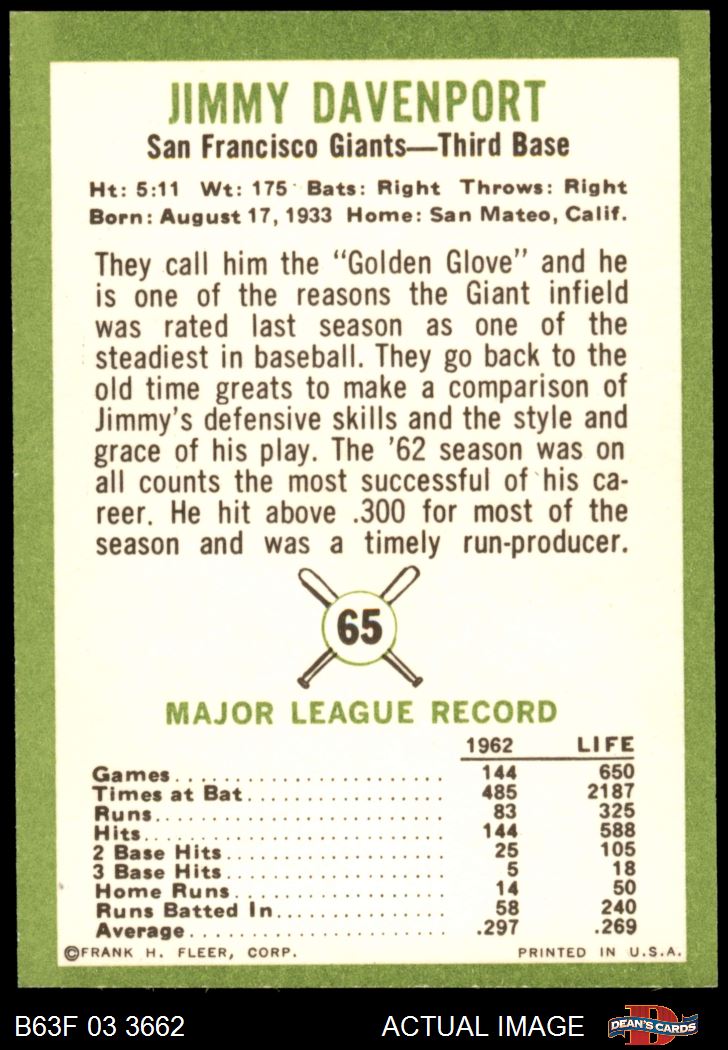 JIMMY DAVENPORT
San Francisco Giants—Third Base
Ht: 5:11 Wt: 175 Bats: Right Throws: Right
Born: August 17, 1933 Home: San Mateo, Calif.
They call him the “Golden Glove” and he
is one of the reasons the Giant infield
was rated last season as one of the
steadiest in baseball. They go back to the
old time greats to make a comparison of
Jimmy's defensive skills and the style and
grace of his play. The '62 season was on
all counts the most successful of his ca-
reer. He hit above .300 for most of the
season and was a timely run-producer.
65
MAJOR LEAGUE RECORD
1962 LIFE
Games 144 650
Times at Bat 485 2187
Runs 83 325
Hits 144 588
2 Base Hits 25 105
3 Base Hits 5 18
Home Runs 14 50
Runs Batted In 58 240
Average .297 .269
©FRANK H. FLEER, CORP. PRINTED IN U.S.A.
B63F 03 3662 ACTUAL IMAGE D DEAN'S CARDS